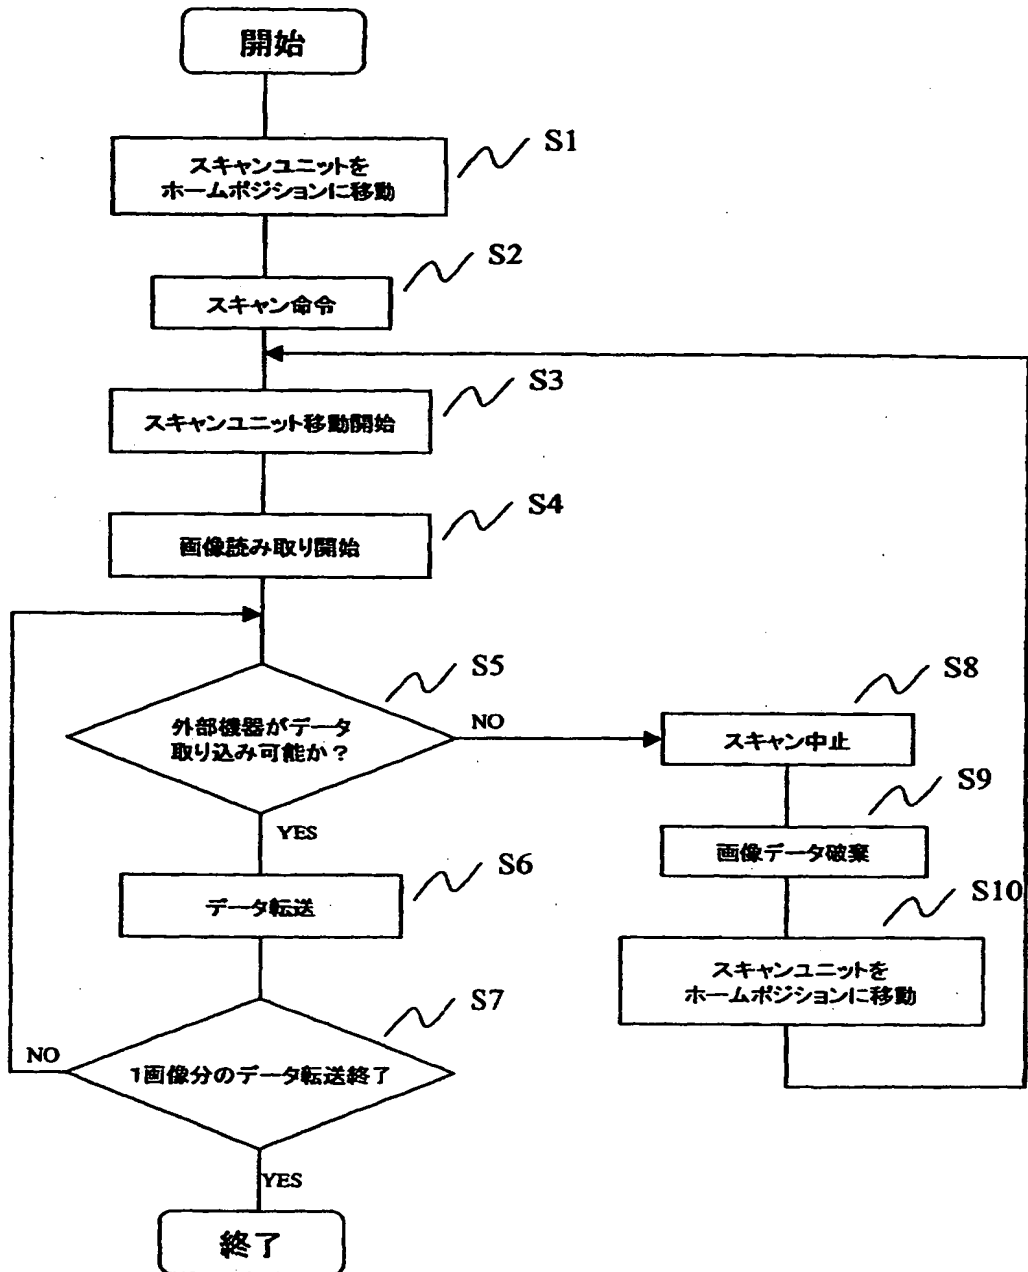 開始
スキャンユニットを
ホームポジションに移動
S1
スキャン命令
S2
スキャンユニット移動開始
S3
画像読み取り開始
S4
外部機器がデータ
取り込み可能か？
S5
NO
YES
データ転送
S6
1画像分のデータ転送終了
S7
NO
YES
終了
スキャン中止
S8
画像データ破棄
S9
スキャンユニットを
ホームポジションに移動
S10